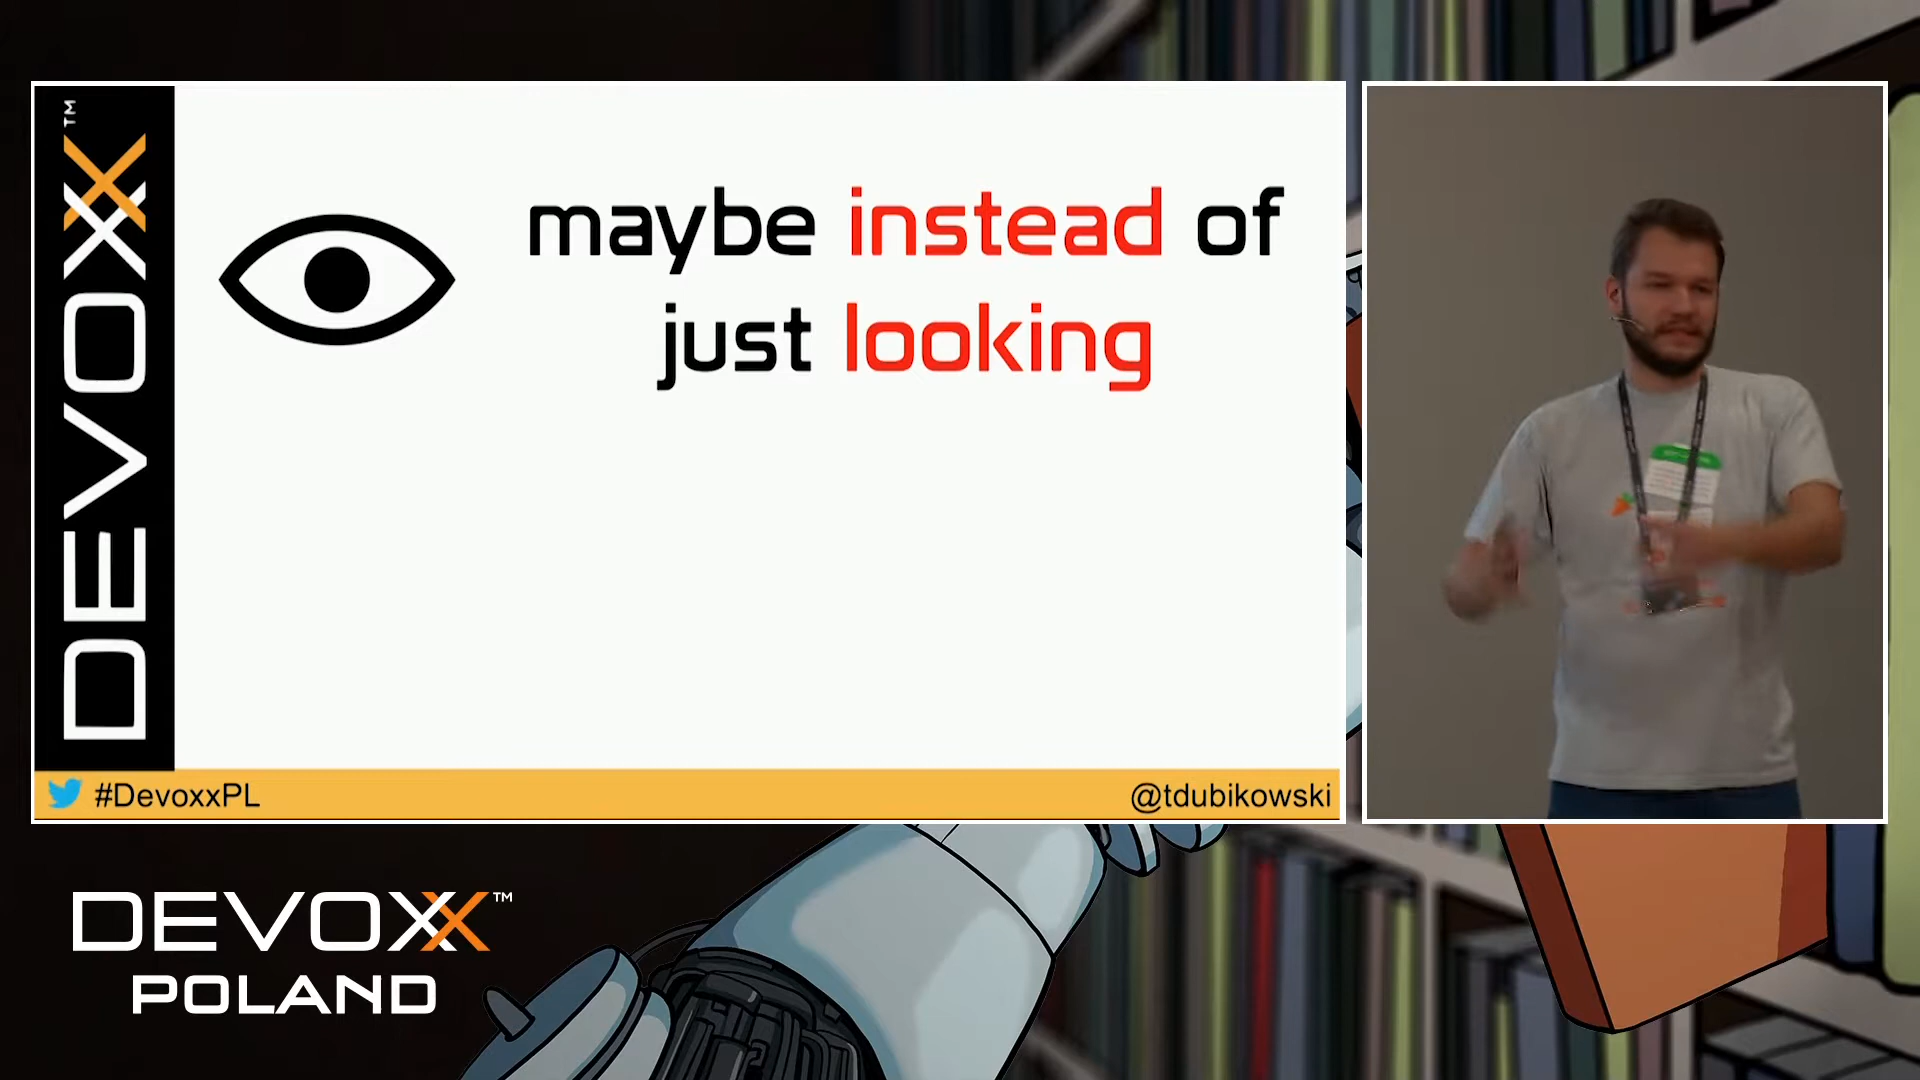 DEVOXX™
maybe instead of
just looking
#DevoxxPL
@tdubikowski
DEVOXX™
POLAND